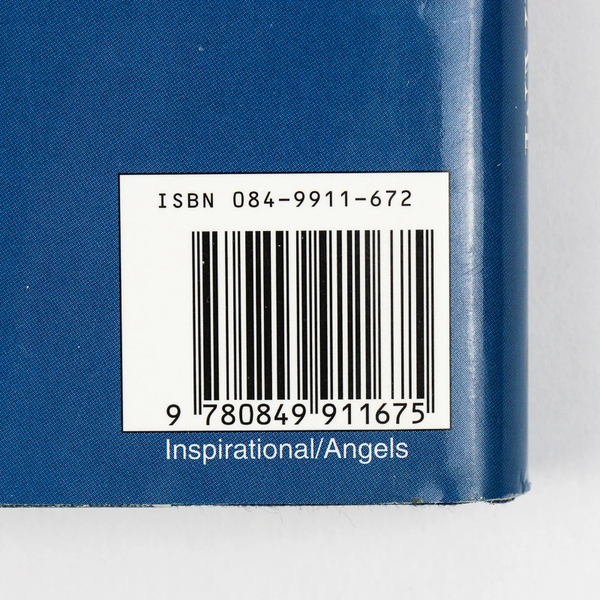 ISBN 084-9911-672
9 780849 911675
Inspirational/Angels